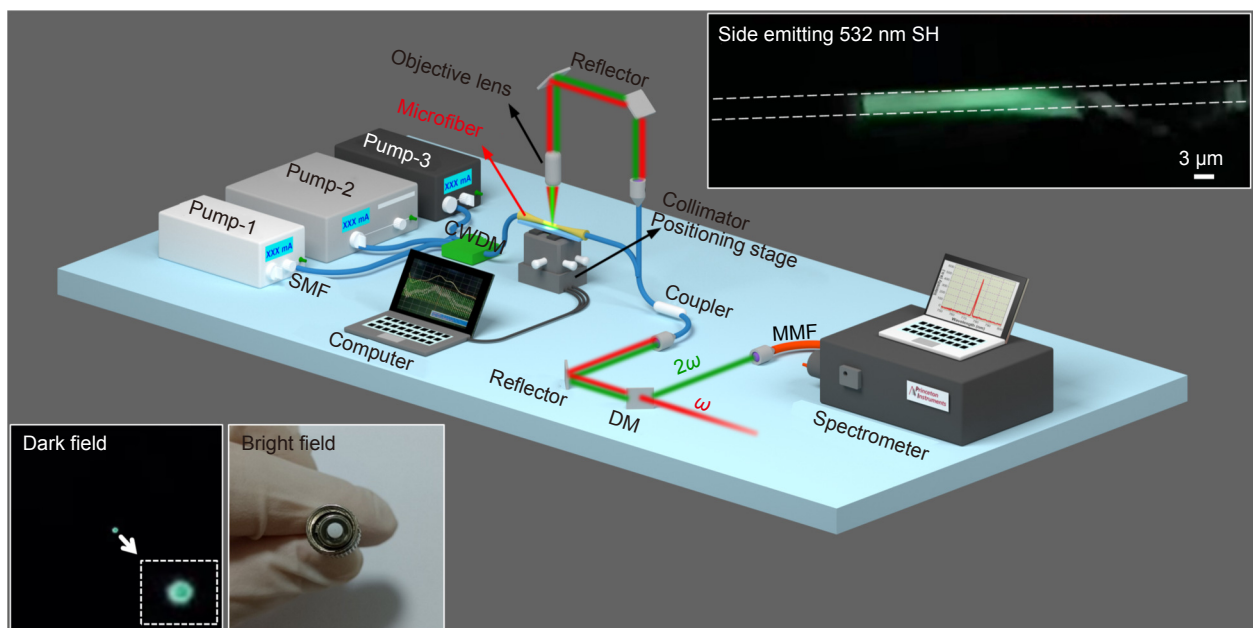 Side emitting 532 nm SH
3 µm
Reflector
Objective lens
Microfiber
Pump-3
XXX mA
Pump-2
XXX mA
Pump-1
XXX mA
Collimator
Positioning stage
CWDM
SMF
Coupler
Computer
MMF
2ω
Reflector
ω
DM
Princeton
Instruments
Spectrometer
Dark field
Bright field